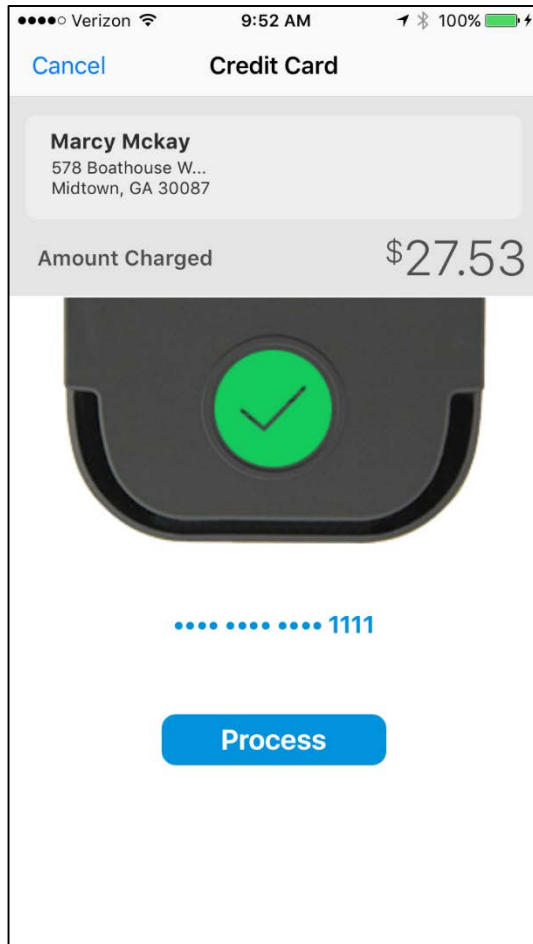 ●●●●○ Verizon 9:52 AM 100%
Cancel Credit Card
Marcy Mckay
578 Boathouse W...
Midtown, GA 30087
Amount Charged $27.53
•••• •••• •••• 1111
Process